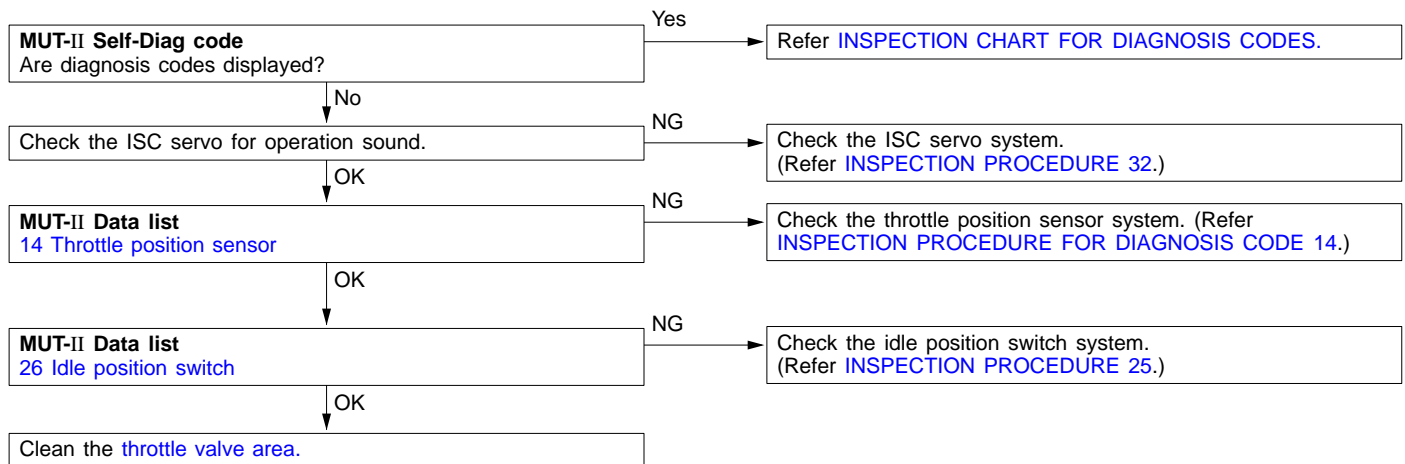 MUT-II Self-Diag code
Are diagnosis codes displayed?
Yes
Refer INSPECTION CHART FOR DIAGNOSIS CODES.
No
Check the ISC servo for operation sound.
NG
Check the ISC servo system.
(Refer INSPECTION PROCEDURE 32.)
OK
MUT-II Data list
14 Throttle position sensor
NG
Check the throttle position sensor system. (Refer
INSPECTION PROCEDURE FOR DIAGNOSIS CODE 14.)
OK
MUT-II Data list
26 Idle position switch
NG
Check the idle position switch system.
(Refer INSPECTION PROCEDURE 25.)
OK
Clean the throttle valve area.